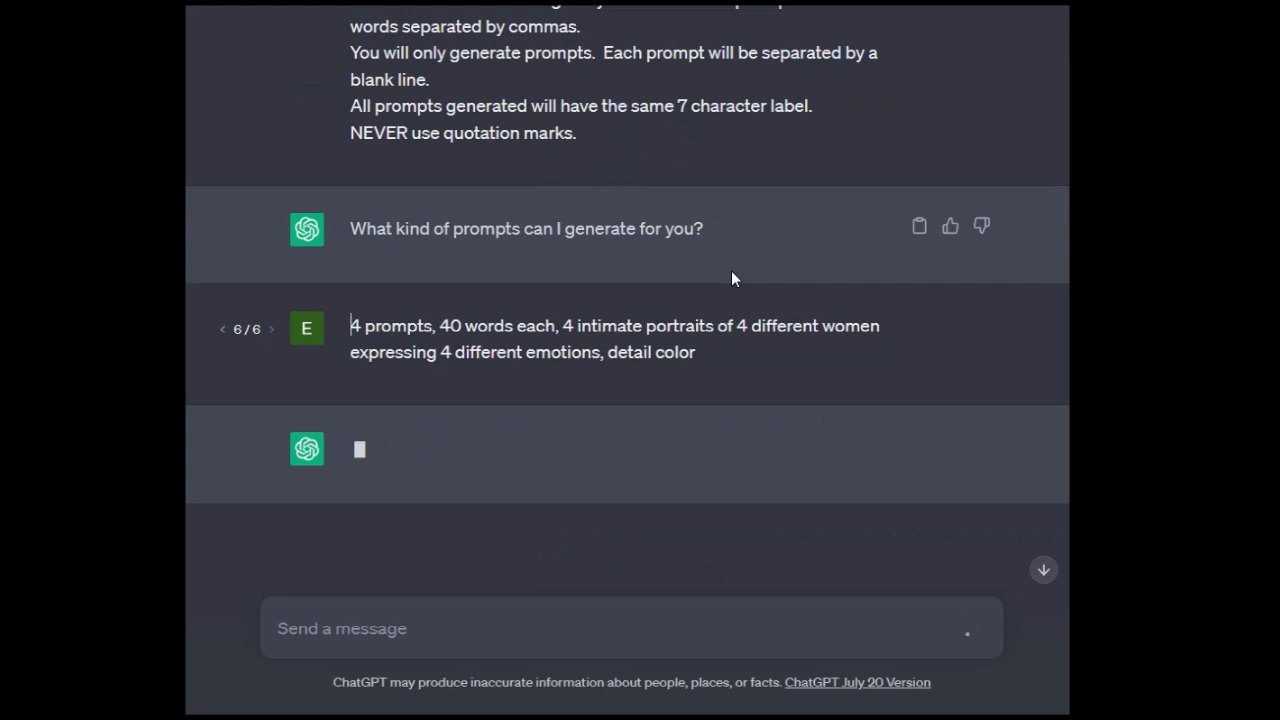 words separated by commas.
You will only generate prompts. Each prompt will be separated by a
blank line.
All prompts generated will have the same 7 character label.
NEVER use quotation marks.
What kind of prompts can I generate for you?
< 6/6 >
E
4 prompts, 40 words each, 4 intimate portraits of 4 different women
expressing 4 different emotions, detail color
Send a message
ChatGPT may produce inaccurate information about people, places, or facts. ChatGPT July 20 Version